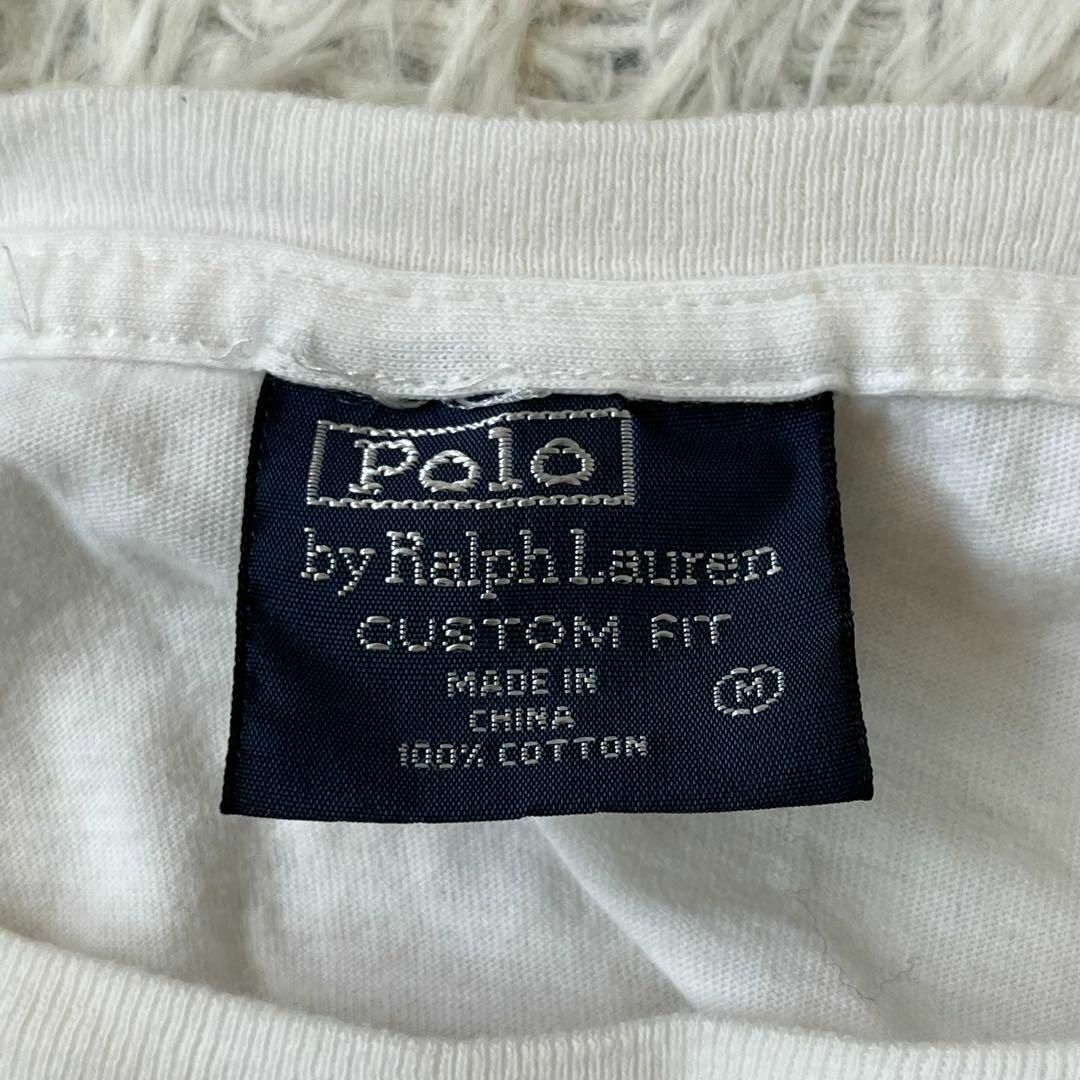 Polo
by Ralph Lauren
CUSTOM FIT
MADE IN
CHINA
100% COTTON
M